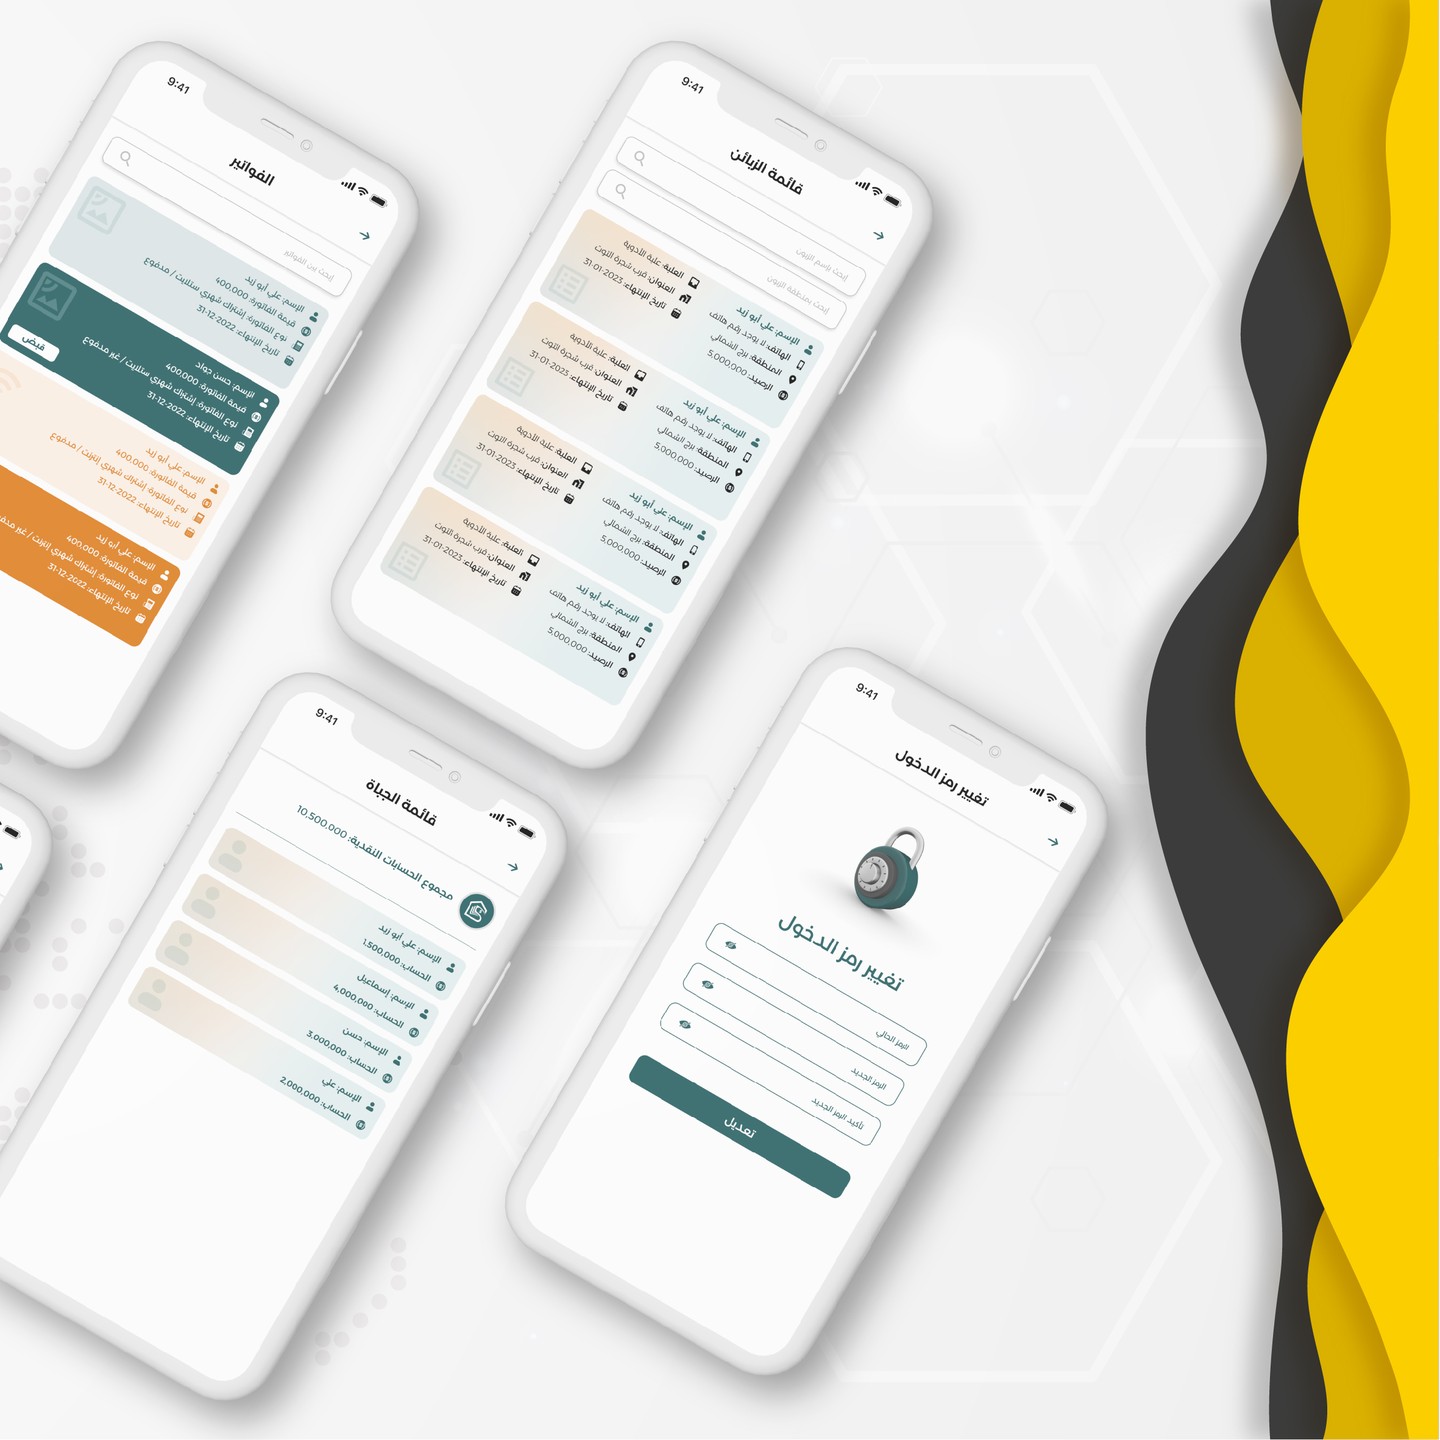 9:41
الفواتير
إبحث بين الفواتير
الإسم: علي أبو زيد
قيمة الفاتورة: 400.000
نوع الفاتورة: إشتراك شهري ستلايت / مدفوع
تاريخ الإنتهاء: 2022-12-31
الإسم: حسن جواد
قيمة الفاتورة: 400.000
نوع الفاتورة: إشتراك شهري ستلايت / غير مدفوع
تاريخ الإنتهاء: 2022-12-31
قبض
الإسم: علي أبو زيد
قيمة الفاتورة: 400.000
نوع الفاتورة: إشتراك شهري إنترنت / مدفوع
تاريخ الإنتهاء: 2022-12-31
الإسم: علي أبو زيد
قيمة الفاتورة: 400.000
نوع الفاتورة: إشتراك شهري إنترنت / غير
تاريخ الإنتهاء: 2022-12-31
9:41
قائمة الزبائن
إبحث بإسم الزبون
إبحث بمنطقة الزبون
الإسم: علي أبو زيد
الهاتف: لا يوجد رقم هاتف
المنطقة: برج الشمالي
الرصيد: 5.000.000
العلبة: علبة الأدوية
العنوان: قرب شجرة التوت
تاريخ الإنتهاء: 2023-01-31
الإسم: علي أبو زيد
الهاتف: لا يوجد رقم هاتف
المنطقة: برج الشمالي
الرصيد: 5.000.000
العلبة: علبة الأدوية
العنوان: قرب شجرة التوت
تاريخ الإنتهاء: 2023-01-31
الإسم: علي أبو زيد
الهاتف: لا يوجد رقم هاتف
المنطقة: برج الشمالي
الرصيد: 5.000.000
العلبة: علبة الأدوية
العنوان: قرب شجرة التوت
تاريخ الإنتهاء: 2023-01-31
الإسم: علي أبو زيد
الهاتف: لا يوجد رقم هاتف
المنطقة: برج الشمالي
الرصيد: 5.000.000
العلبة: علبة الأدوية
العنوان: قرب شجرة التوت
تاريخ الإنتهاء: 2023-01-31
9:41
قائمة الجباة
مجموع الحسابات النقدية: 10,500,000
الإسم: علي أبو زيد
الحساب: 1,500,000
الإسم: إسماعيل
الحساب: 4,000,000
الإسم: حسن
الحساب: 3,000,000
الإسم: علي
الحساب: 2,000,000
9:41
تغيير رمز الدخول
تغيير رمز الدخول
الرمز الحالي
الرمز الجديد
تأكيد الرمز الجديد
تعديل